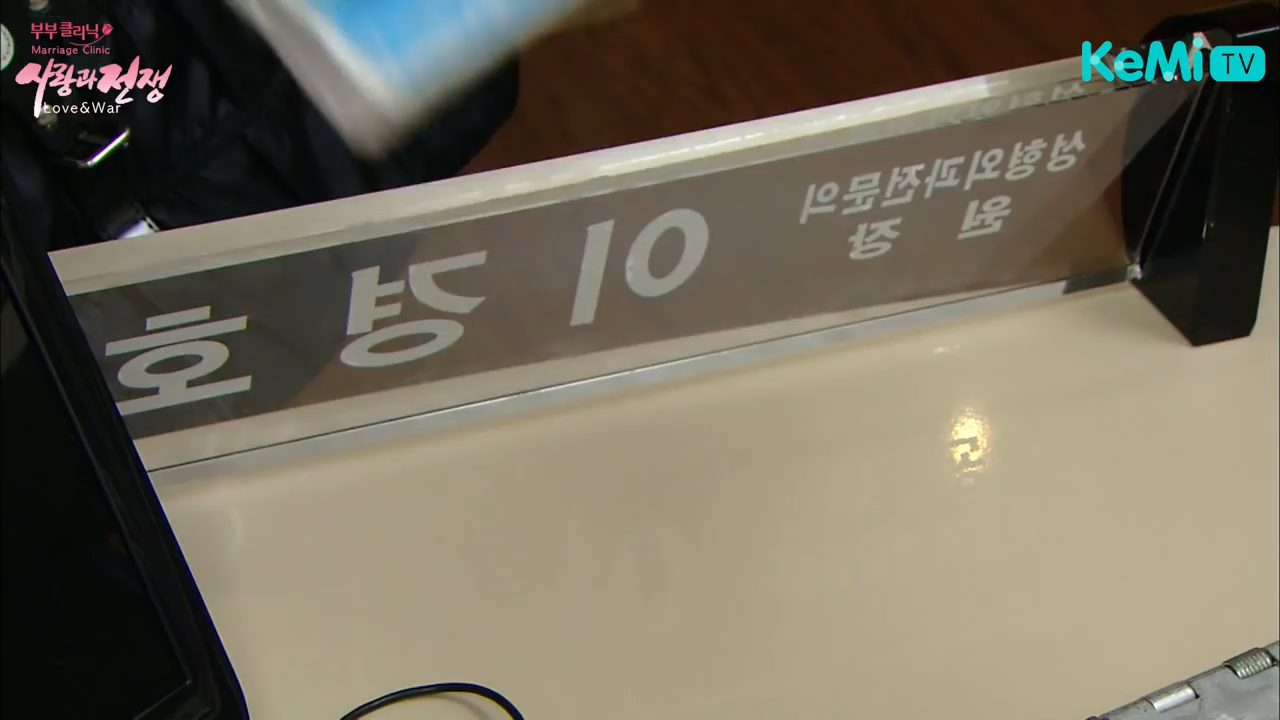 부부클리닉
Marriage Clinic
사랑과 전쟁
Love&War
KeMi TV
성형외과전문의
원 장
이 경 호